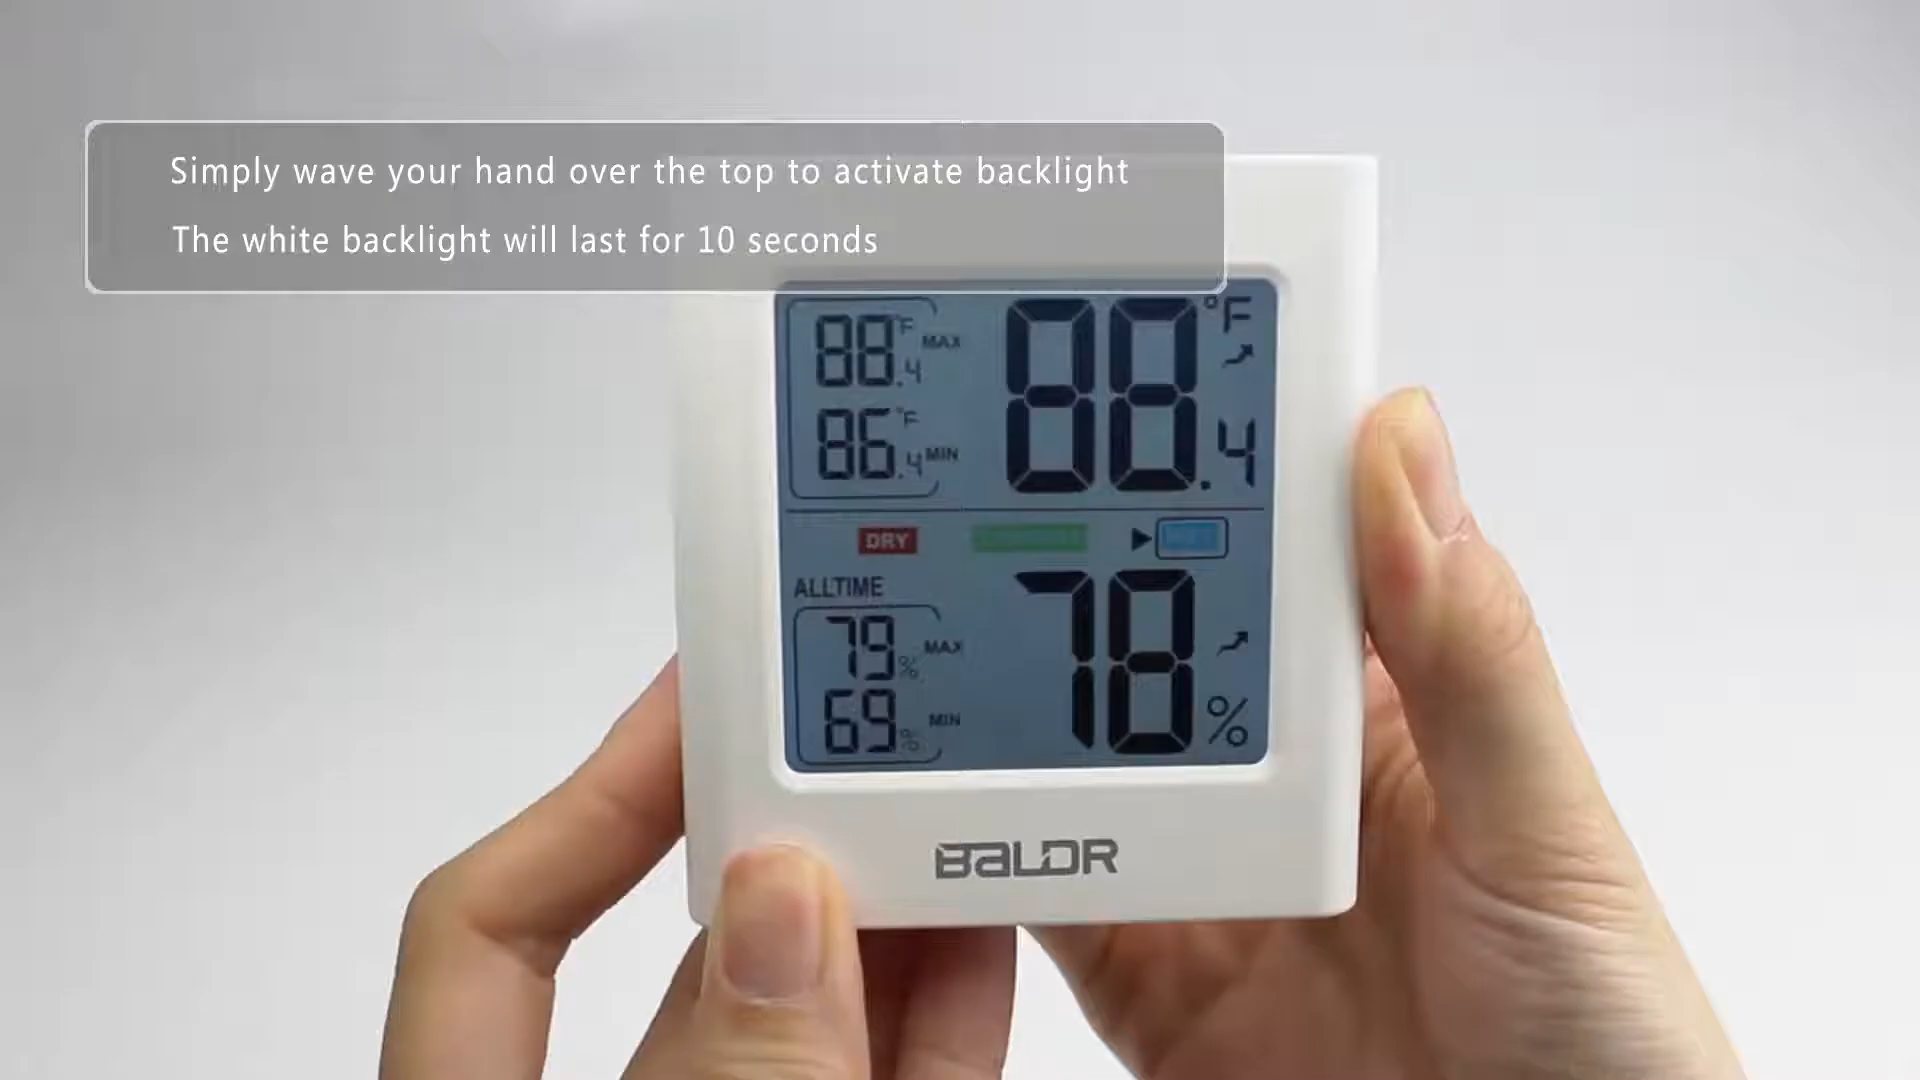 Simply wave your hand over the top to activate backlight
The white backlight will last for 10 seconds
88.4 °F MAX
86.4 °F MIN
88.4 °F
DRY
ALLTIME
79% MAX
69% MIN
78%
BALDR